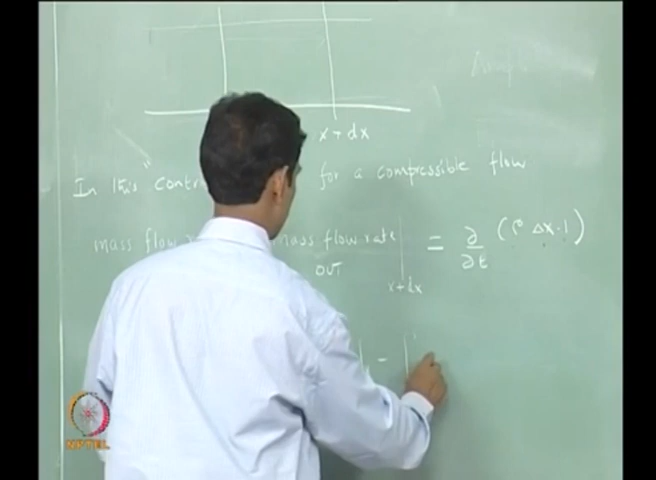 x + dx
In this "contr for a compressible flow
mass flow mass flow rate| = ∂/∂t (ρ Δx.1)
OUT
x+dx
| - |
NPTEL